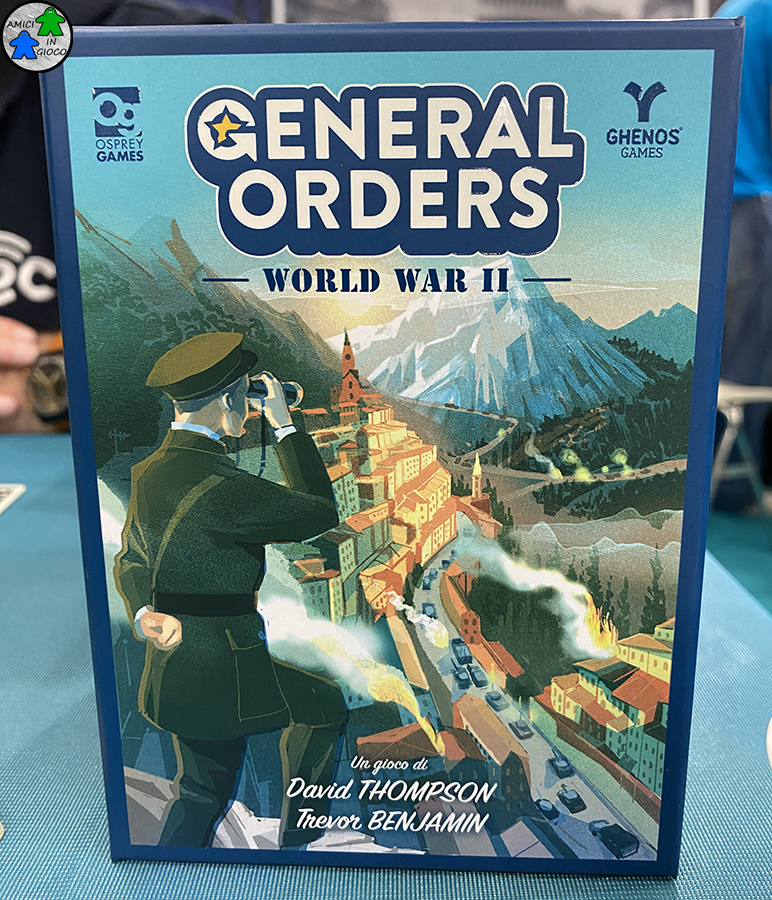 AMICI
IN
GIOCO
OSPREY
GAMES
GENERAL
ORDERS
WORLD WAR II
GHENOS
GAMES
Un gioco di
David THOMPSON
Trevor BENJAMIN